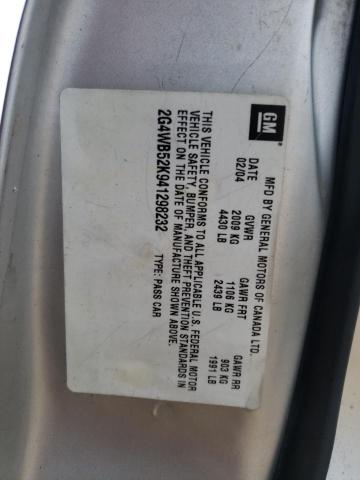 GM
MFD BY GENERAL MOTORS OF CANADA LTD.
DATE GVWR GAWR FRT GAWR RR
02/04 2009 KG 1106 KG 903 KG
4430 LB 2439 LB 1991 LB
THIS VEHICLE CONFORMS TO ALL APPLICABLE U.S. FEDERAL MOTOR
VEHICLE SAFETY, BUMPER, AND THEFT PREVENTION STANDARDS IN
EFFECT ON THE DATE OF MANUFACTURE SHOWN ABOVE.
2G4WB52K941298232 TYPE: PASS CAR